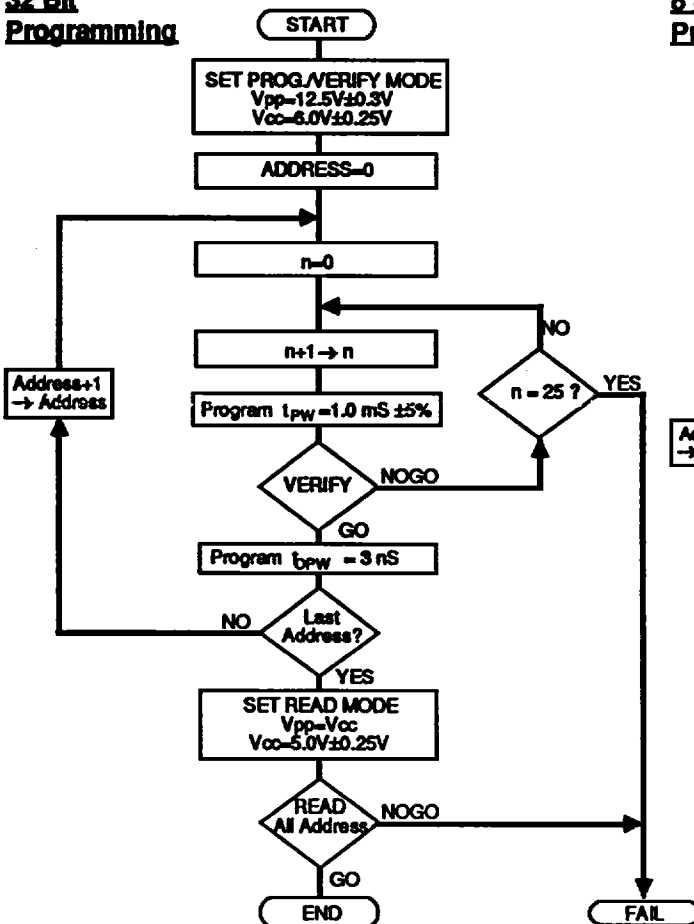 32 Bit
Programming
START
SET PROG./VERIFY MODE
Vpp=12.5V±0.3V
Vcc=6.0V±0.25V
ADDRESS=0
n=0
n+1 → n
NO
n = 25 ?
YES
Address+1
→ Address
Program tPW =1.0 mS ±5%
VERIFY
NOGO
GO
Program tOPW = 3 nS
Last
Address?
NO
YES
SET READ MODE
Vpp=Vcc
Vcc=5.0V±0.25V
READ
All Address
NOGO
GO
END
FAIL